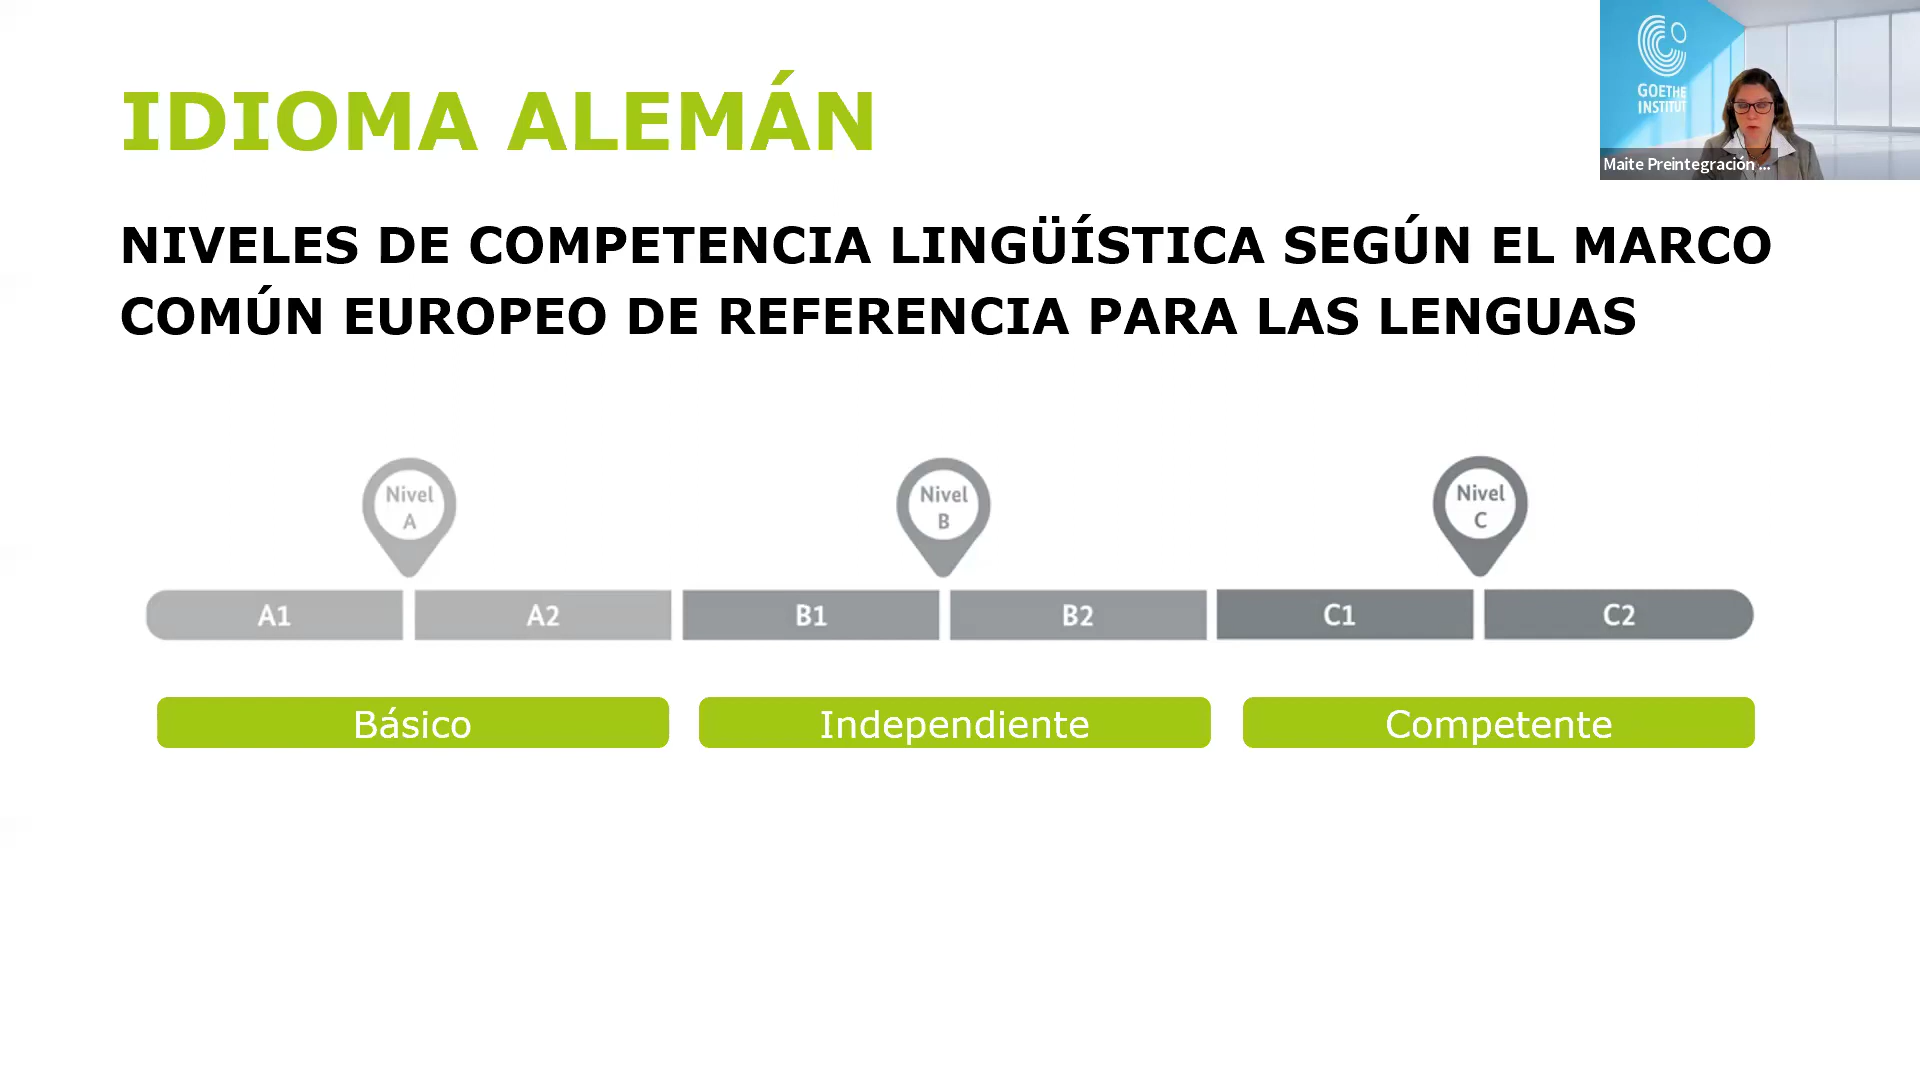 IDIOMA ALEMÁN
GOETHE
INSTITUT
Maite Preintegración ...
NIVELES DE COMPETENCIA LINGÜÍSTICA SEGÚN EL MARCO
COMÚN EUROPEO DE REFERENCIA PARA LAS LENGUAS
Nivel
A
Nivel
B
Nivel
C
A1 A2 B1 B2 C1 C2
Básico Independiente Competente